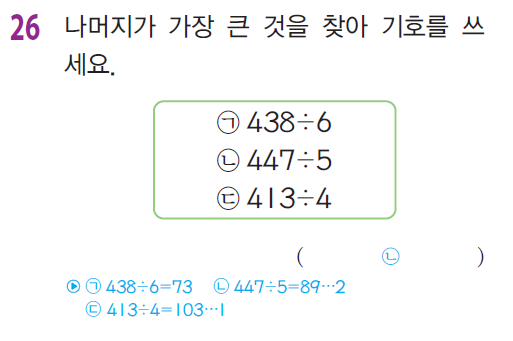 26 나머지가 가장 큰 것을 찾아 기호를 쓰
세요.
㉠ 438÷6
㉡ 447÷5
㉢ 413÷4
( ㉡ )
▶ ㉠ 438÷6=73 ㉡ 447÷5=89…2
㉢ 413÷4=103…1